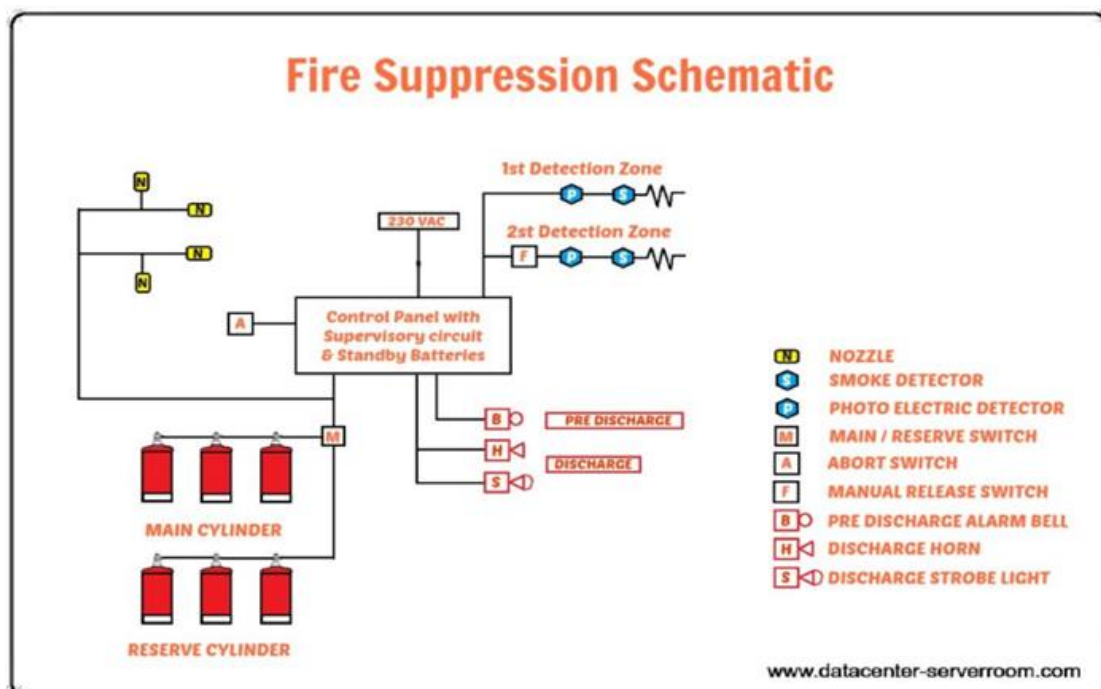 Fire Suppression Schematic
1st Detection Zone
P S
230 VAC
2st Detection Zone
F P S
N
N
N
N
A
Control Panel with
Supervisory circuit
& Standby Batteries
B PRE DISCHARGE
H
DISCHARGE
S
M
MAIN CYLINDER
RESERVE CYLINDER
N NOZZLE
S SMOKE DETECTOR
P PHOTO ELECTRIC DETECTOR
M MAIN / RESERVE SWITCH
A ABORT SWITCH
F MANUAL RELEASE SWITCH
B PRE DISCHARGE ALARM BELL
H DISCHARGE HORN
S DISCHARGE STROBE LIGHT
www.datacenter-serverroom.com